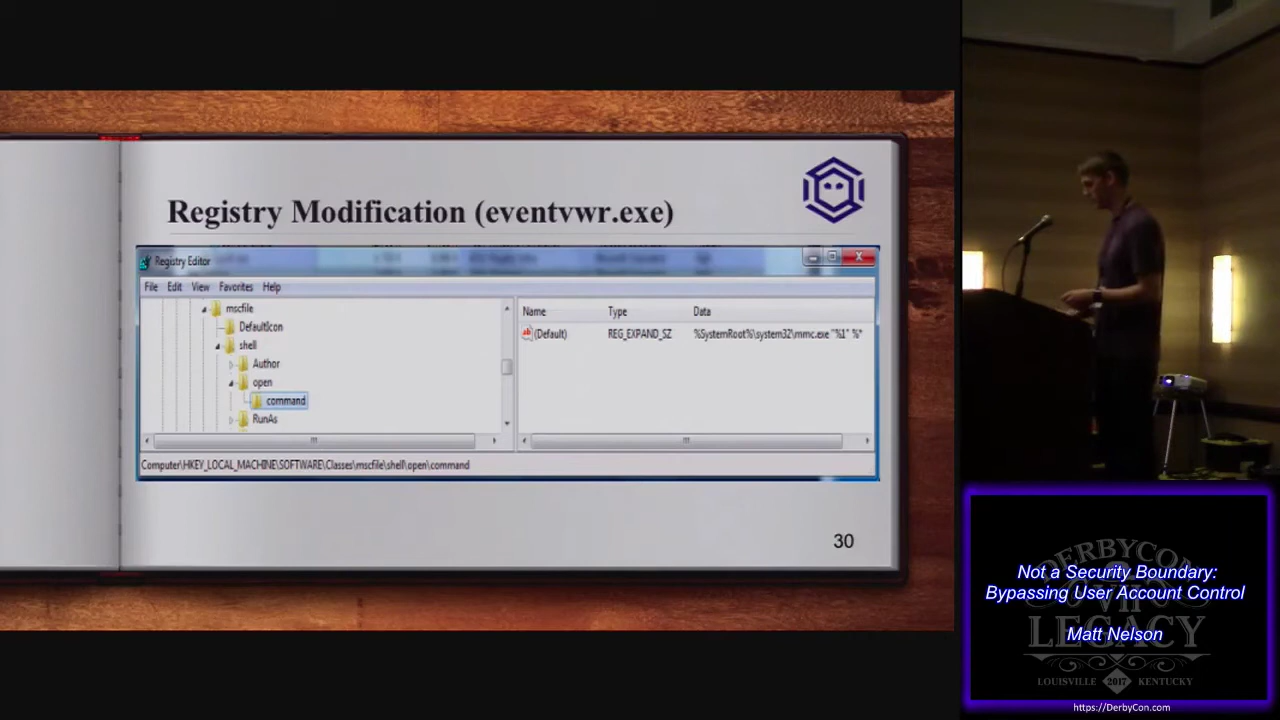 Registry Modification (eventvwr.exe)
Registry Editor
File Edit View Favorites Help
mscfile
DefaultIcon
shell
Author
open
command
RunAs
Name Type Data
(Default) REG_EXPAND_SZ %SystemRoot%\system32\mmc.exe "%1" %*
Computer\HKEY_LOCAL_MACHINE\SOFTWARE\Classes\mscfile\shell\open\command
30
DERBYCON
VII
LEGACY
LOUISVILLE 2017 KENTUCKY
Not a Security Boundary:
Bypassing User Account Control
Matt Nelson
https://DerbyCon.com